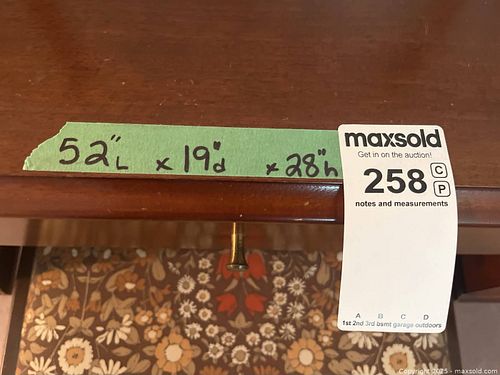 52"L x 19"d x 28"h
maxsold
Get in on the auction!
258 C P
notes and measurements
A B C D
1st 2nd 3rd bsmt garage outdoors
Copyright 2025 - maxsold.com